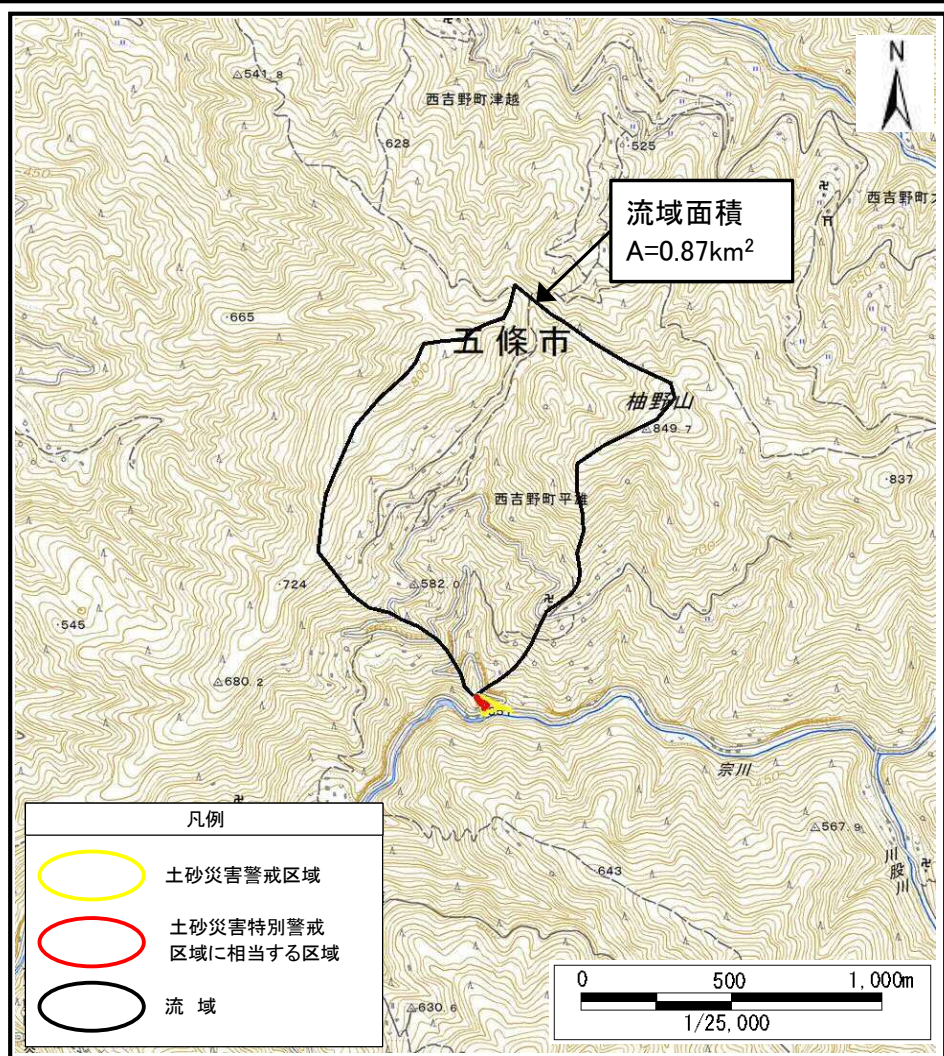 541.8
西吉野町津越
N
628
525
450
流域面積
A=0.87km²
西吉野町
665
五條市
800
柚野山
849.7
837
西吉野町平雄
700
724
582.0
545
680.2
宗川
450
567.9
川股川
643
630.6
凡例
土砂災害警戒区域
土砂災害特別警戒
区域に相当する区域
流 域
0 500 1,000m
1/25,000